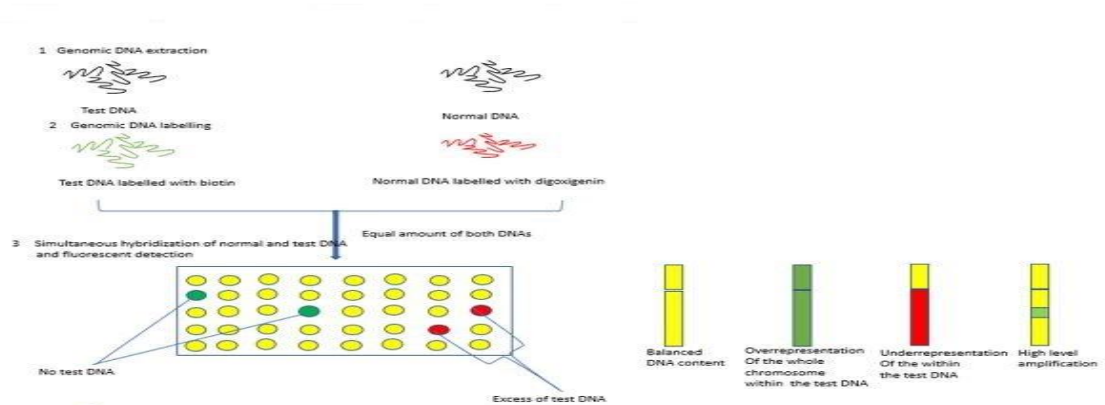 1 Genomic DNA extraction
Test DNA
Normal DNA
2 Genomic DNA labelling
Test DNA labelled with biotin
Normal DNA labelled with digoxigenin
Equal amount of both DNAs
3 Simultaneous hybridization of normal and test DNA
and fluorescent detection
No test DNA
Excess of test DNA
Balanced
DNA content
Overrepresentation
Of the whole
chromosome
within the test DNA
Underrepresentation
Of the within
the test DNA
High level
amplification